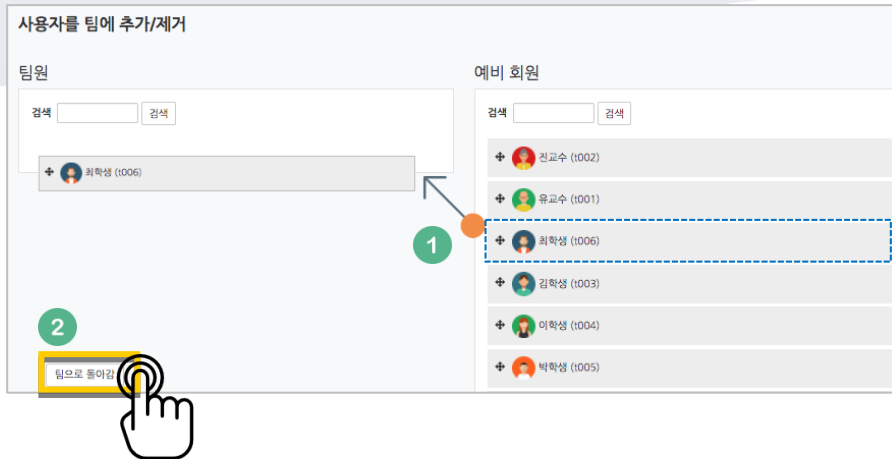 사용자를 팀에 추가/제거
팀원
검색 검색
최학생 (t006)
1
2
팀으로 돌아감
예비 회원
검색 검색
진교수 (t002)
유교수 (t001)
최학생 (t006)
김학생 (t003)
이학생 (t004)
박학생 (t005)